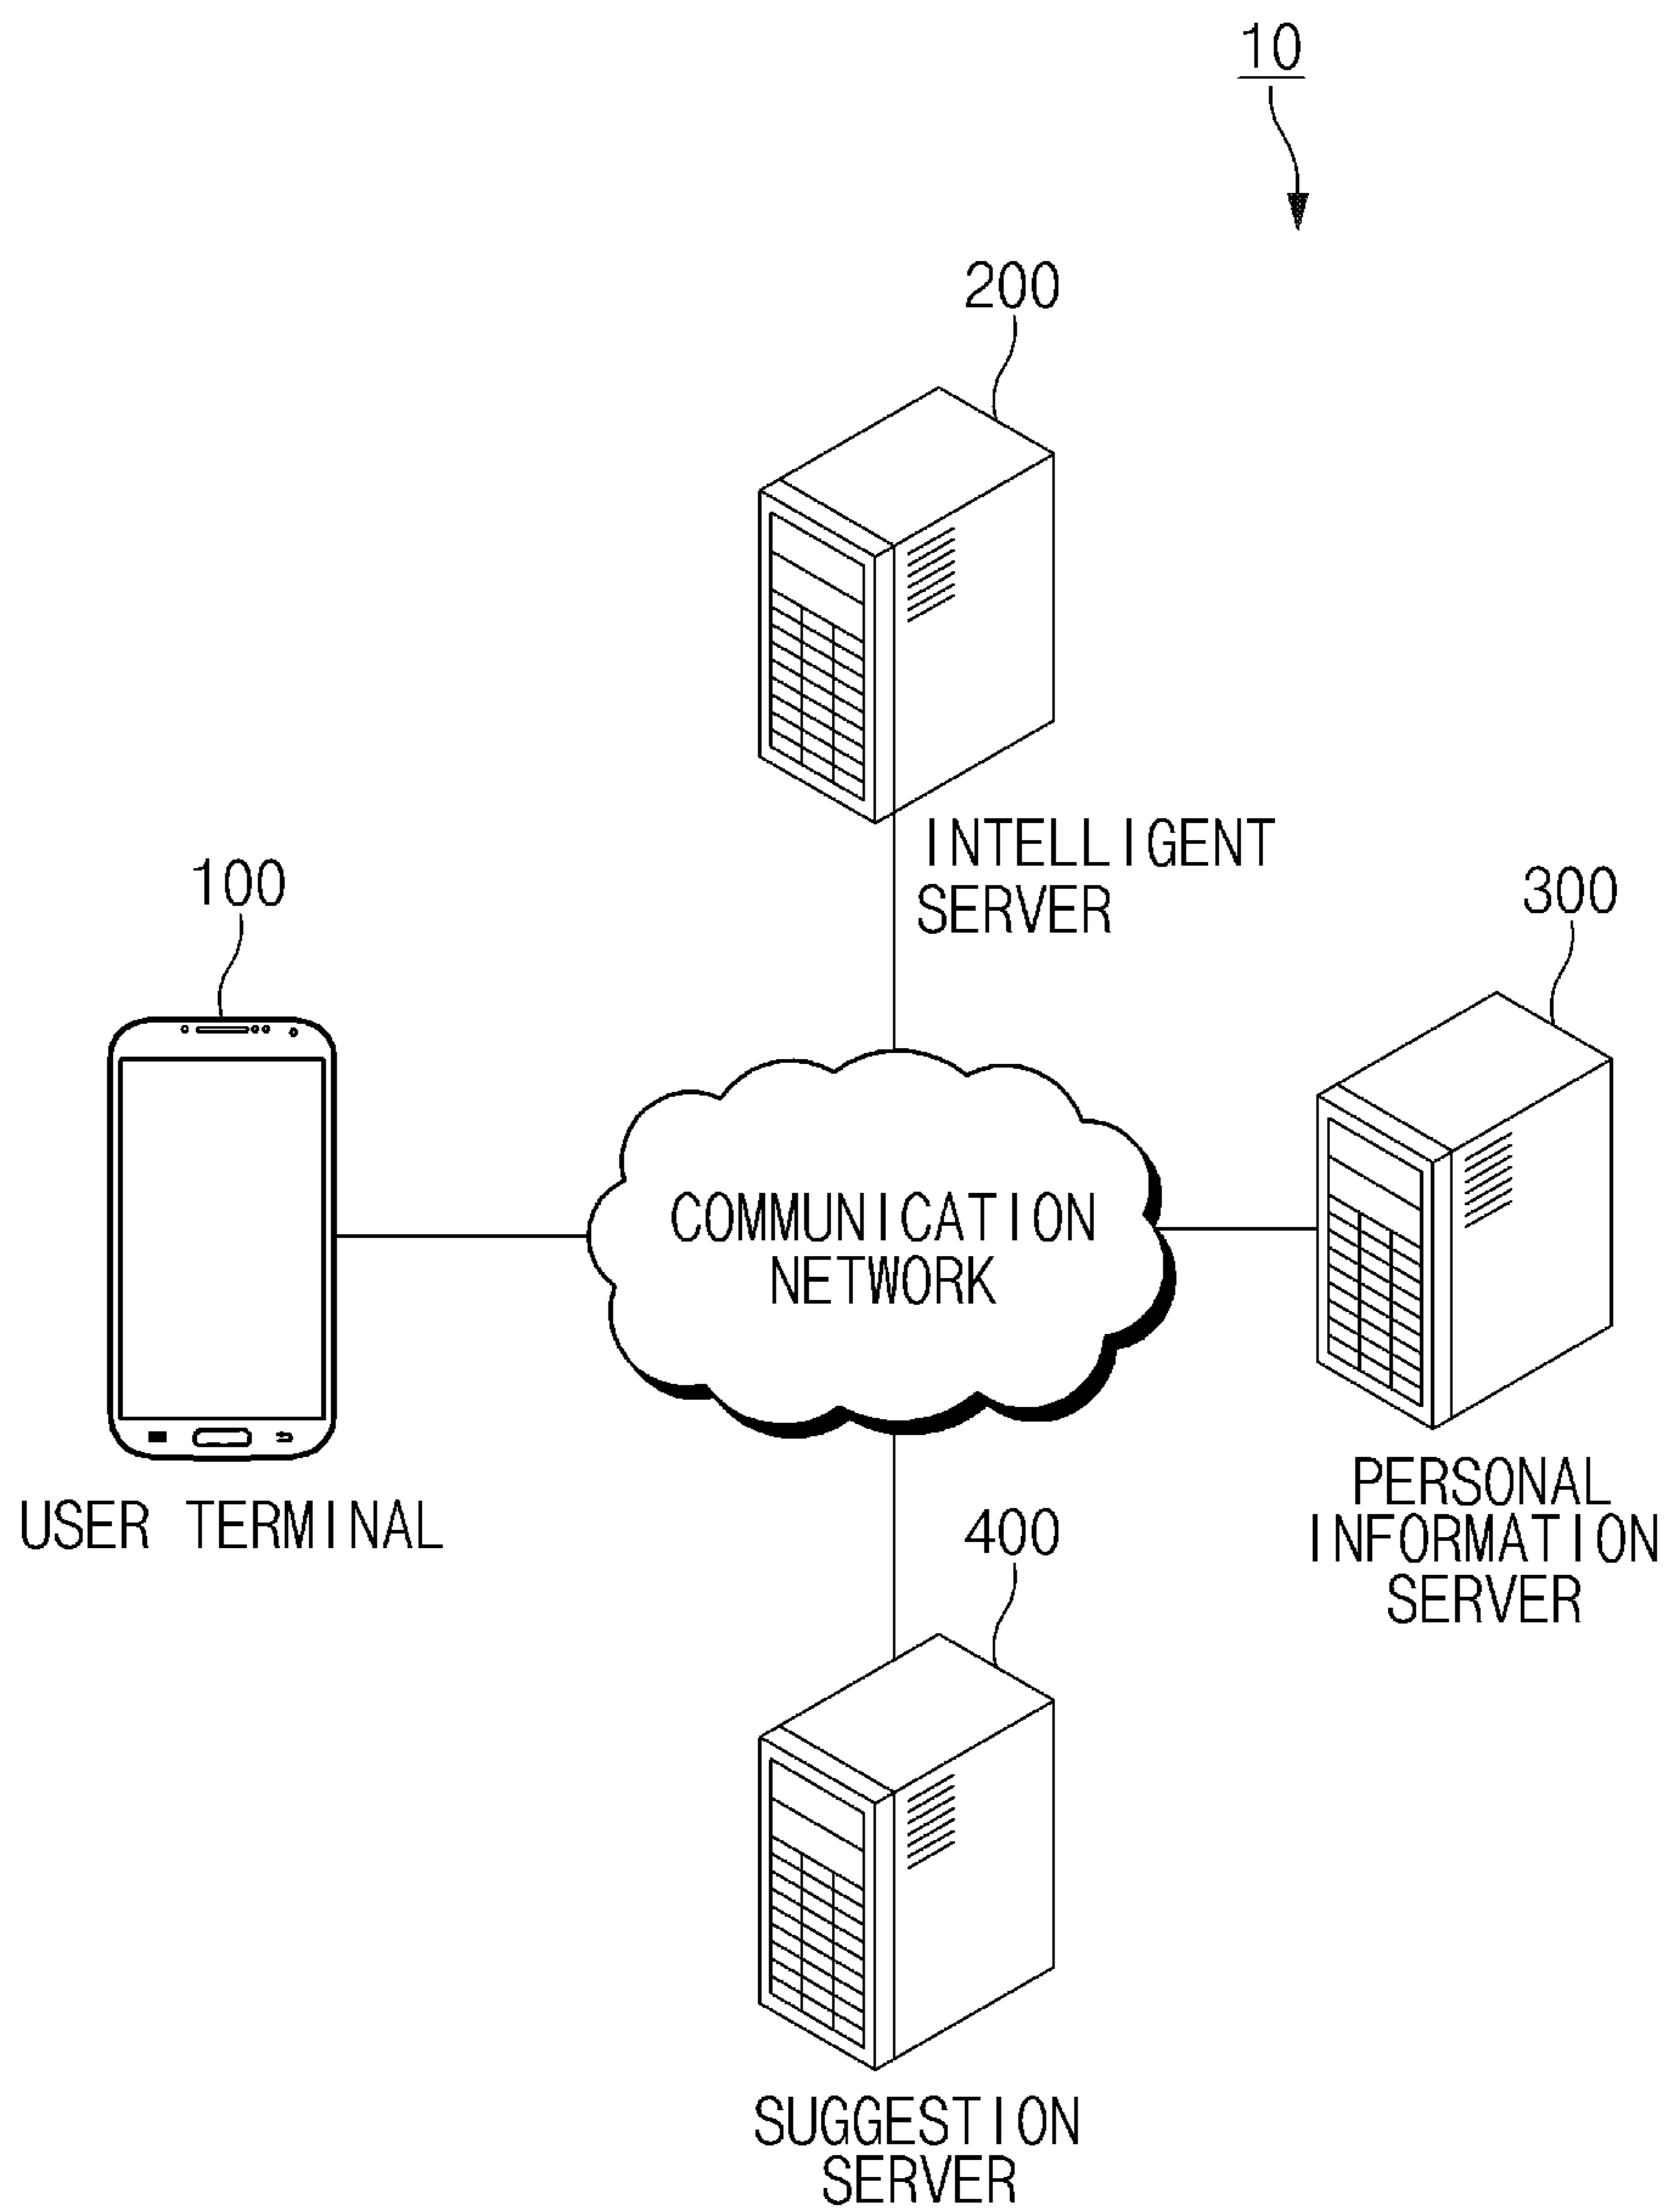 10
200
INTELLIGENT
SERVER
100
300
COMMUNICATION
NETWORK
USER TERMINAL
PERSONAL
INFORMATION
SERVER
400
SUGGESTION
SERVER